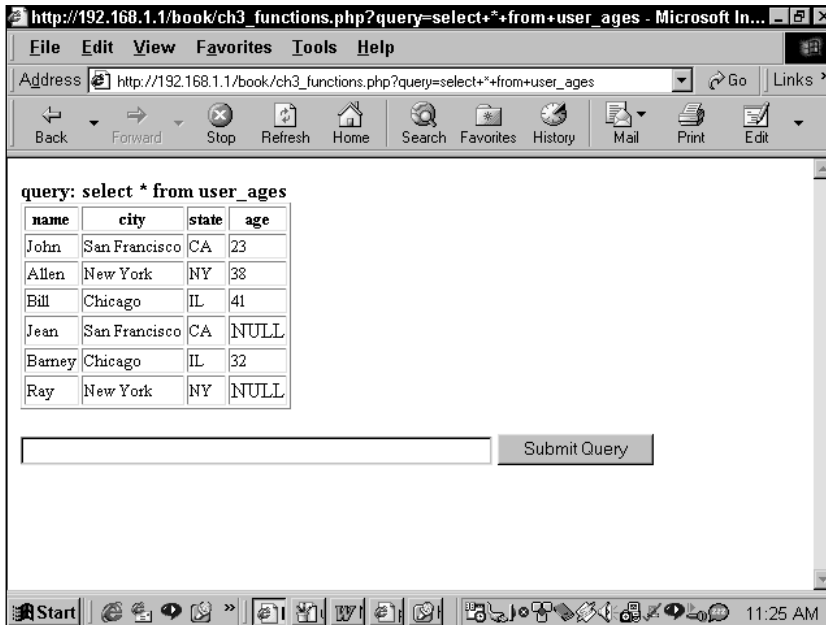 http://192.168.1.1/book/ch3_functions.php?query=select+*+from+user_ages - Microsoft In...
File Edit View Favorites Tools Help
Address http://192.168.1.1/book/ch3_functions.php?query=select+*+from+user_ages Go Links
Back Forward Stop Refresh Home Search Favorites History Mail Print Edit
query: select * from user_ages
name city state age
John San Francisco CA 23
Allen New York NY 38
Bill Chicago IL 41
Jean San Francisco CA NULL
Barney Chicago IL 32
Ray New York NY NULL
Submit Query
Start 11:25 AM